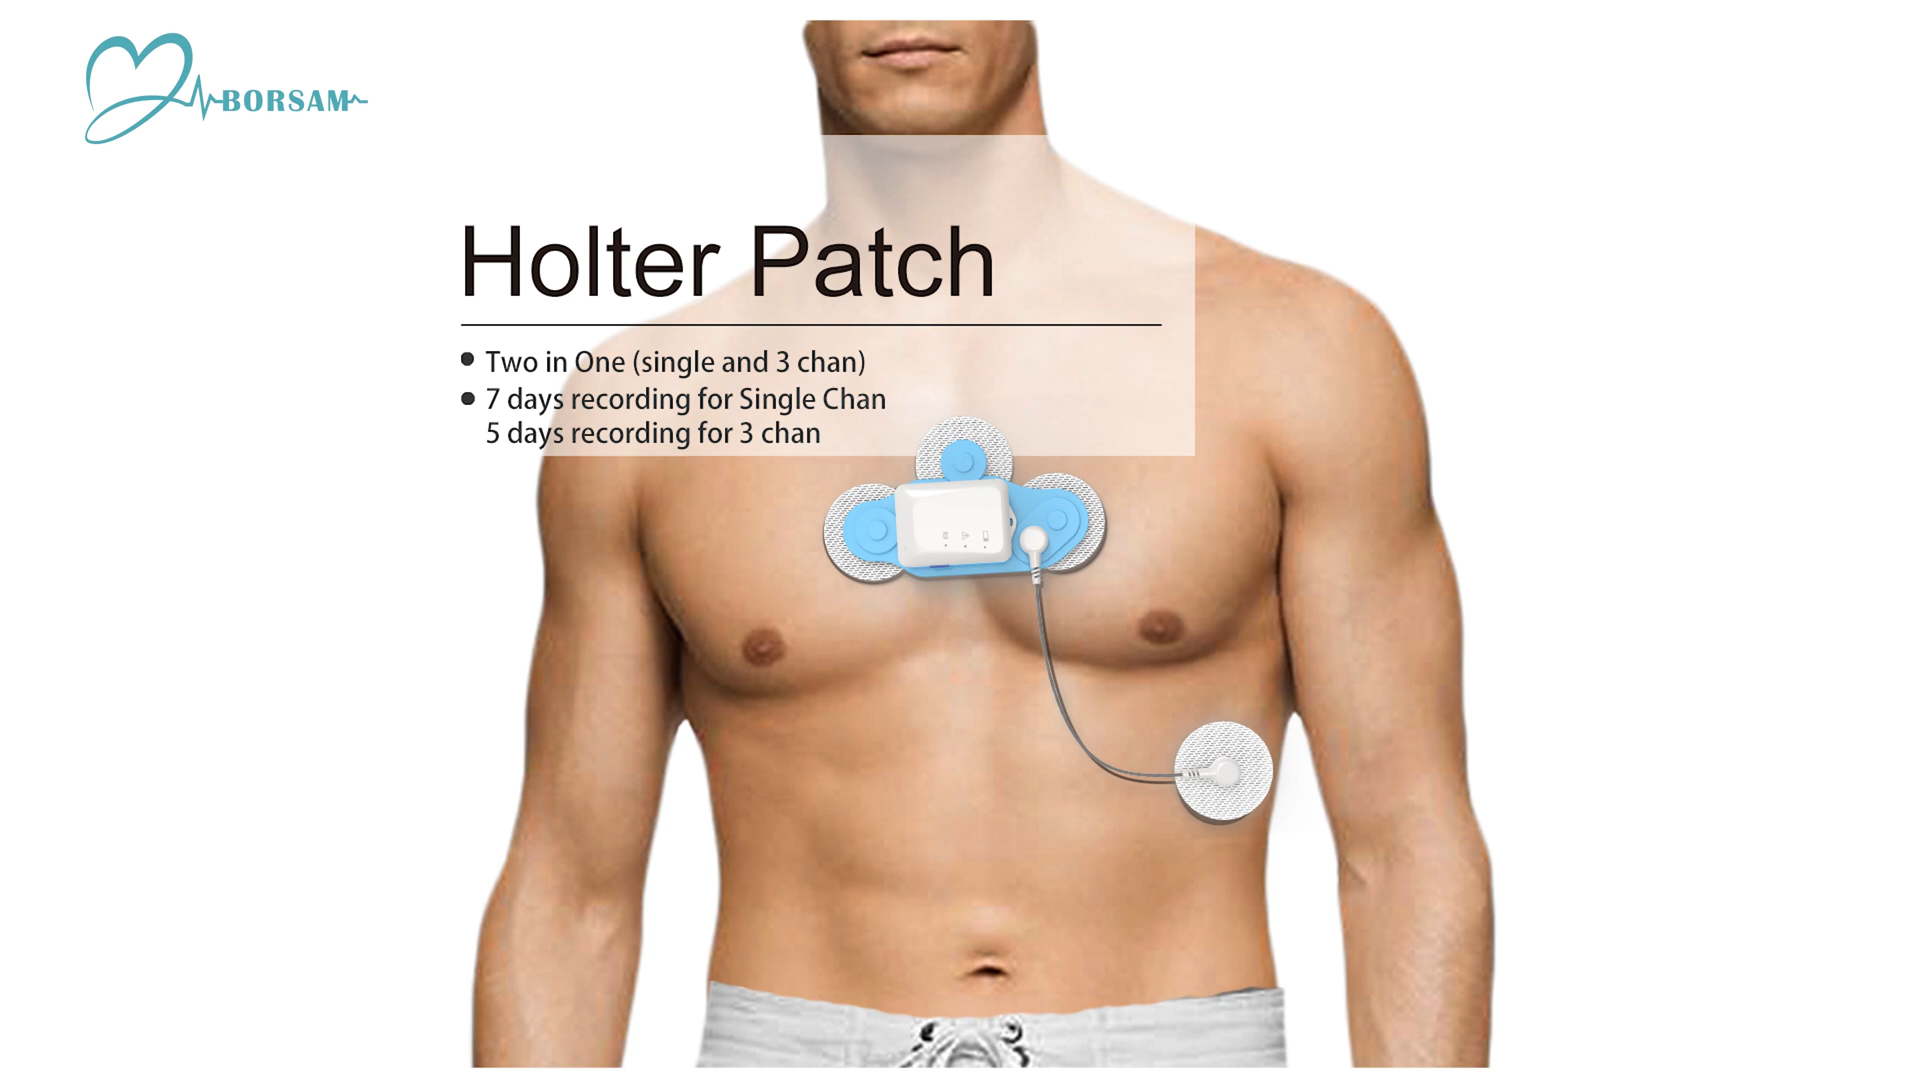 BORSAM
Holter Patch
Two in One (single and 3 chan)
7 days recording for Single Chan
5 days recording for 3 chan